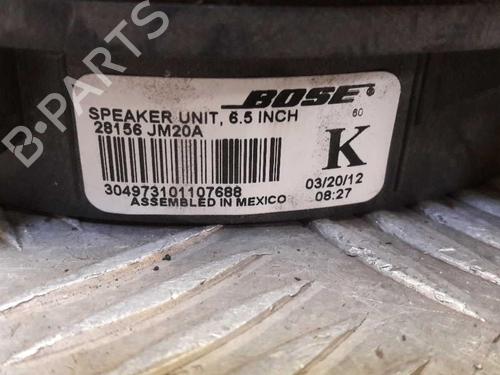 B-PARTS
BOSE®
SPEAKER UNIT, 6.5 INCH
28156 JM20A
60
K
304973101107688
03/20/12
ASSEMBLED IN MEXICO
08:27